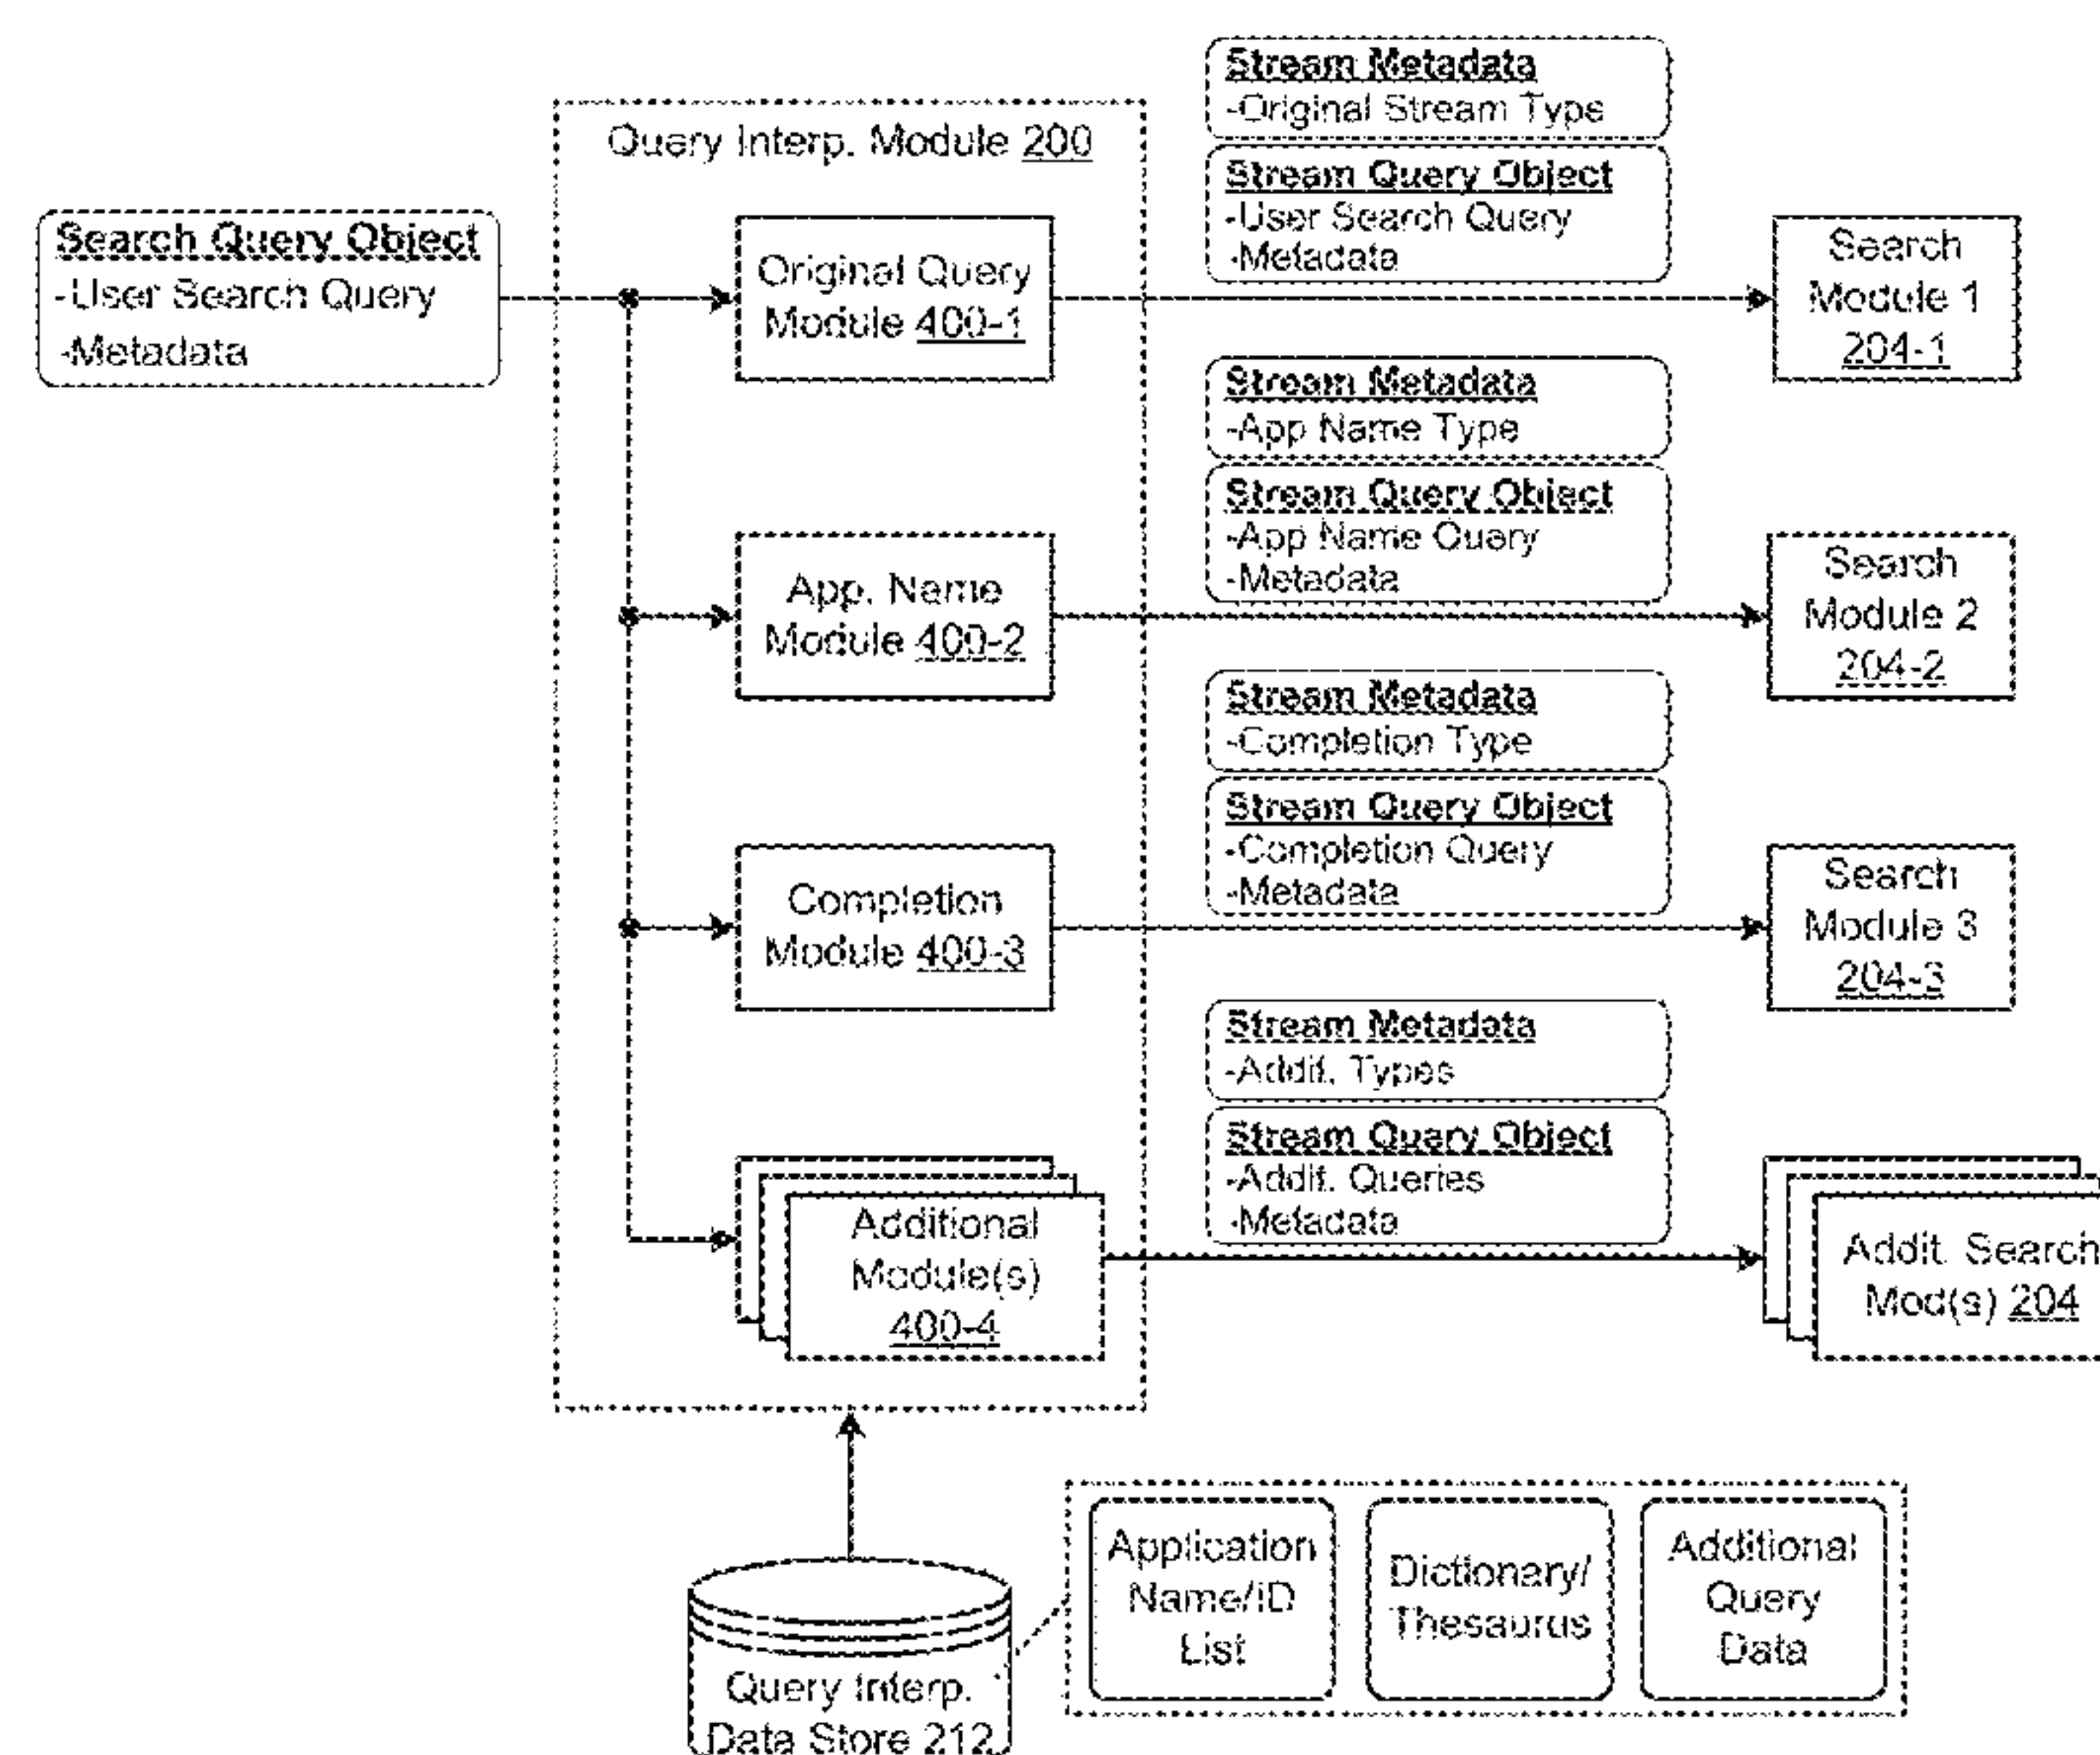 Search Query Object
-User Search Query
-Metadata
Query Interp. Module 200
Original Query
Module 400-1
App. Name
Module 400-2
Completion
Module 400-3
Additional
Module(s)
400-4
Stream Metadata
-Original Stream Type
Stream Query Object
-User Search Query
-Metadata
Search
Module 1
204-1
Stream Metadata
-App Name Type
Stream Query Object
-App Name Query
-Metadata
Search
Module 2
204-2
Stream Metadata
-Completion Type
Stream Query Object
-Completion Query
-Metadata
Search
Module 3
204-3
Stream Metadata
-Addit. Types
Stream Query Object
-Addit. Queries
-Metadata
Addit. Search
Mod(s) 204
Query Interp.
Data Store 212
Application
Name/ID
List
Dictionary/
Thesaurus
Additional
Query
Data